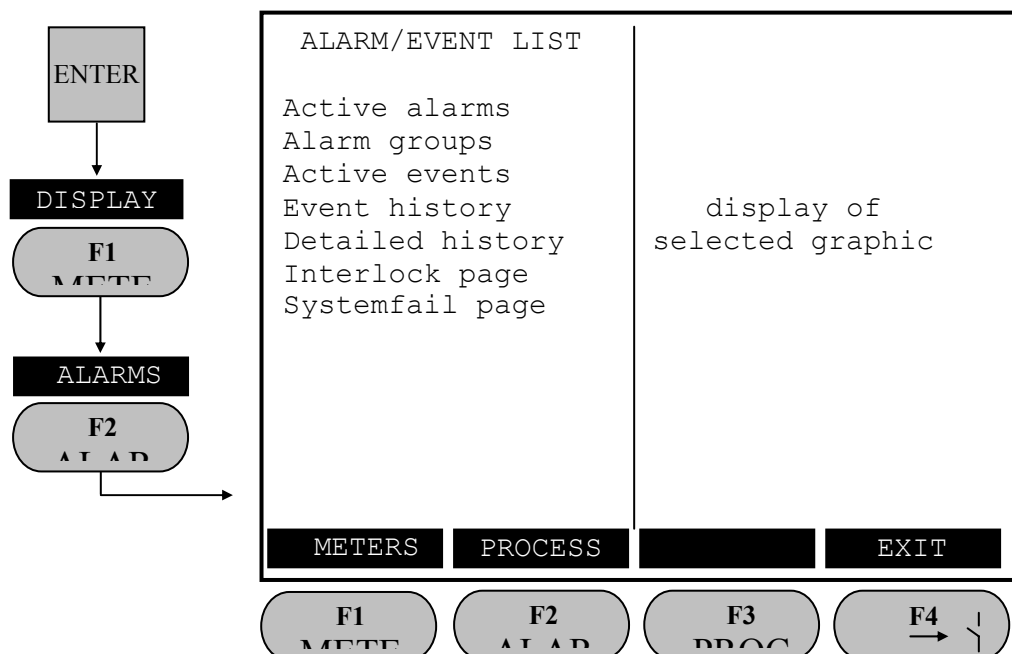 ENTER
DISPLAY
F1
ALARMS
F2
ALARM/EVENT LIST
Active alarms
Alarm groups
Active events
Event history
Detailed history
Interlock page
Systemfail page
display of
selected graphic
METERS PROCESS EXIT
F1 F2 F3 F4